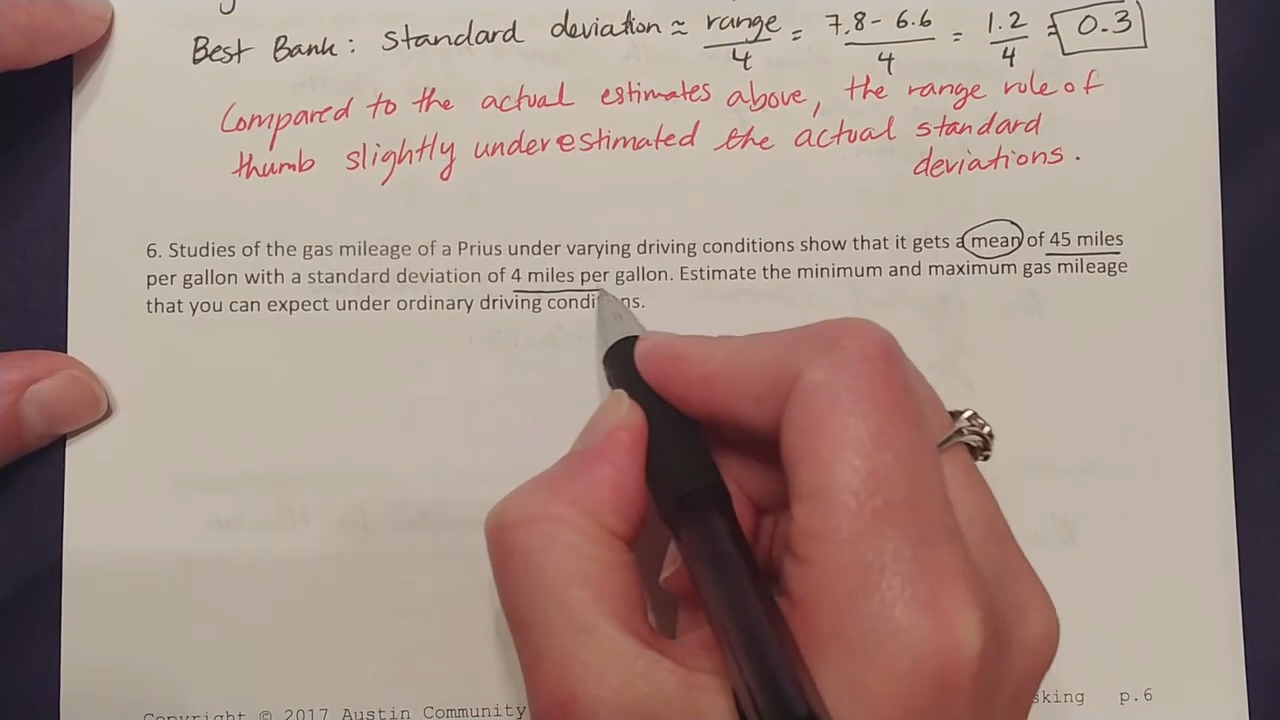 Best Bank: Standard deviation ≈ range/4 = 7.8 - 6.6/4 = 1.2/4 = 0.3
Compared to the actual estimates above, the range rule of
thumb slightly underestimated the actual standard
deviations.
6. Studies of the gas mileage of a Prius under varying driving conditions show that it gets a mean of 45 miles
per gallon with a standard deviation of 4 miles per gallon. Estimate the minimum and maximum gas mileage
that you can expect under ordinary driving conditions.
Copyright © 2017 Austin Community p.6